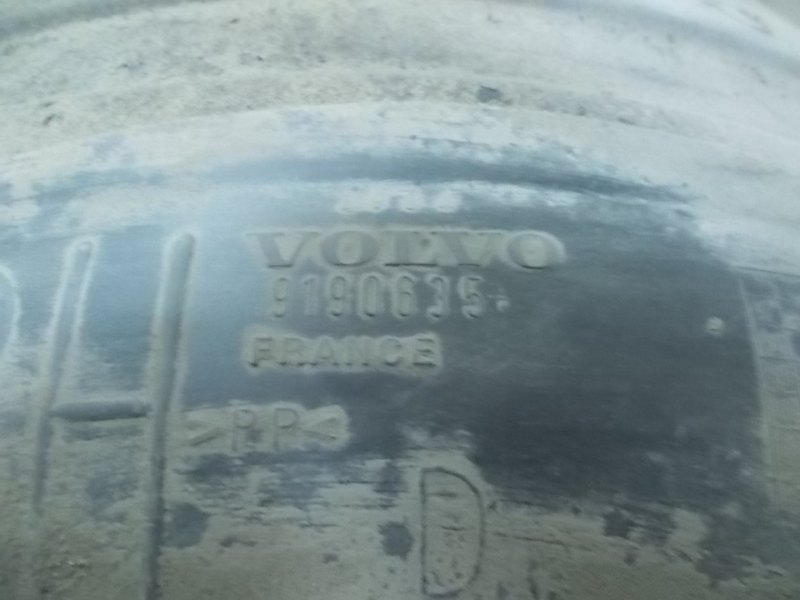 VOLVO
9190635
FRANCE
>PP<
H
D